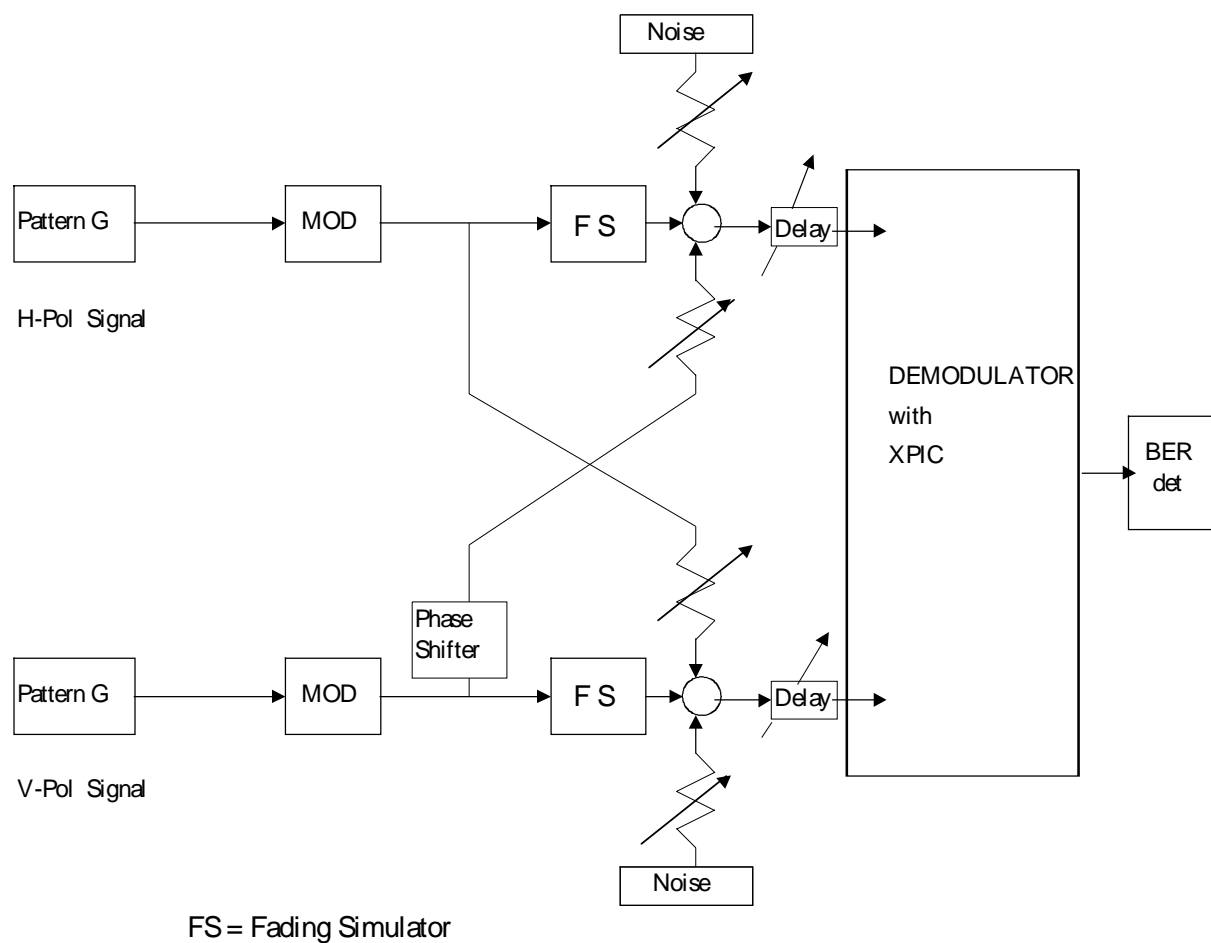 Noise
Pattern G
MOD
F S
Delay
H-Pol Signal
DEMODULATOR
with
XPIC
BER
det
Phase
Shifter
Pattern G
MOD
F S
Delay
V-Pol Signal
Noise
FS = Fading Simulator